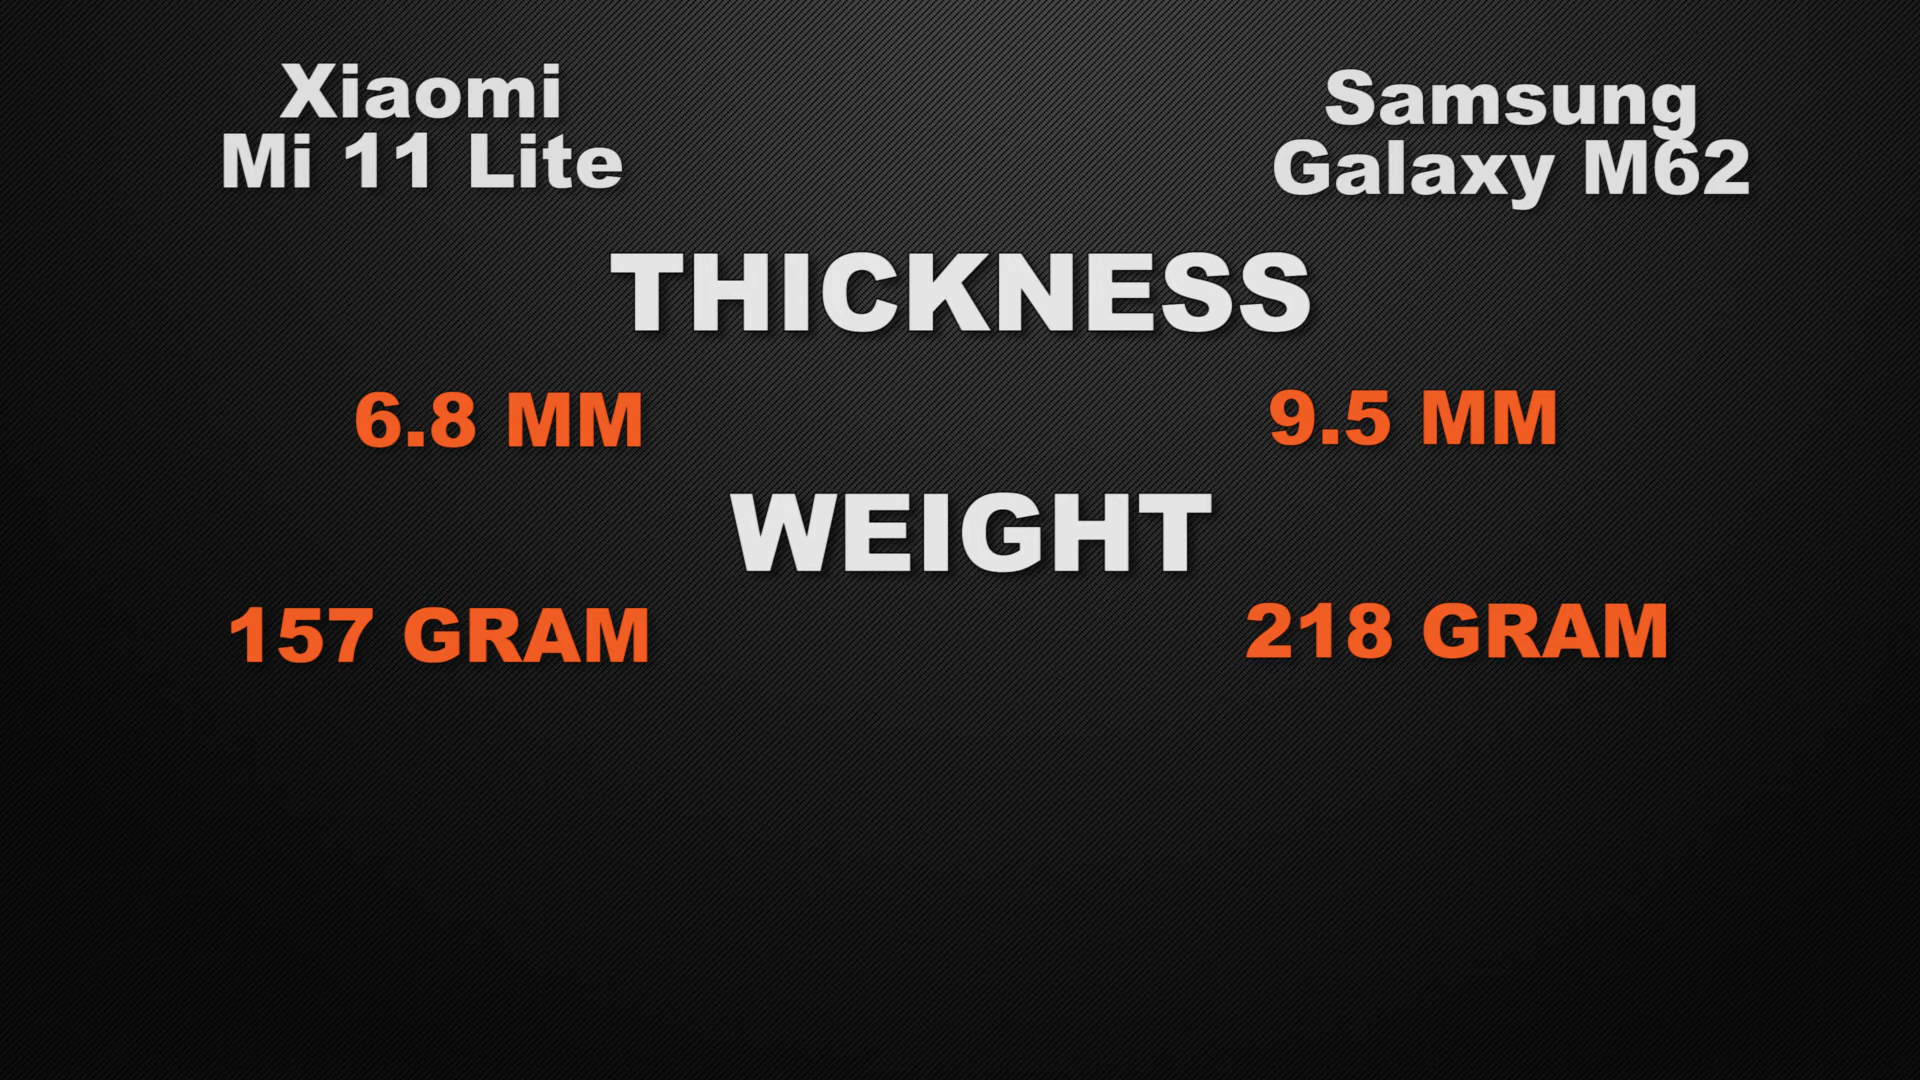 Xiaomi
Mi 11 Lite
Samsung
Galaxy M62
THICKNESS
6.8 MM
9.5 MM
WEIGHT
157 GRAM
218 GRAM